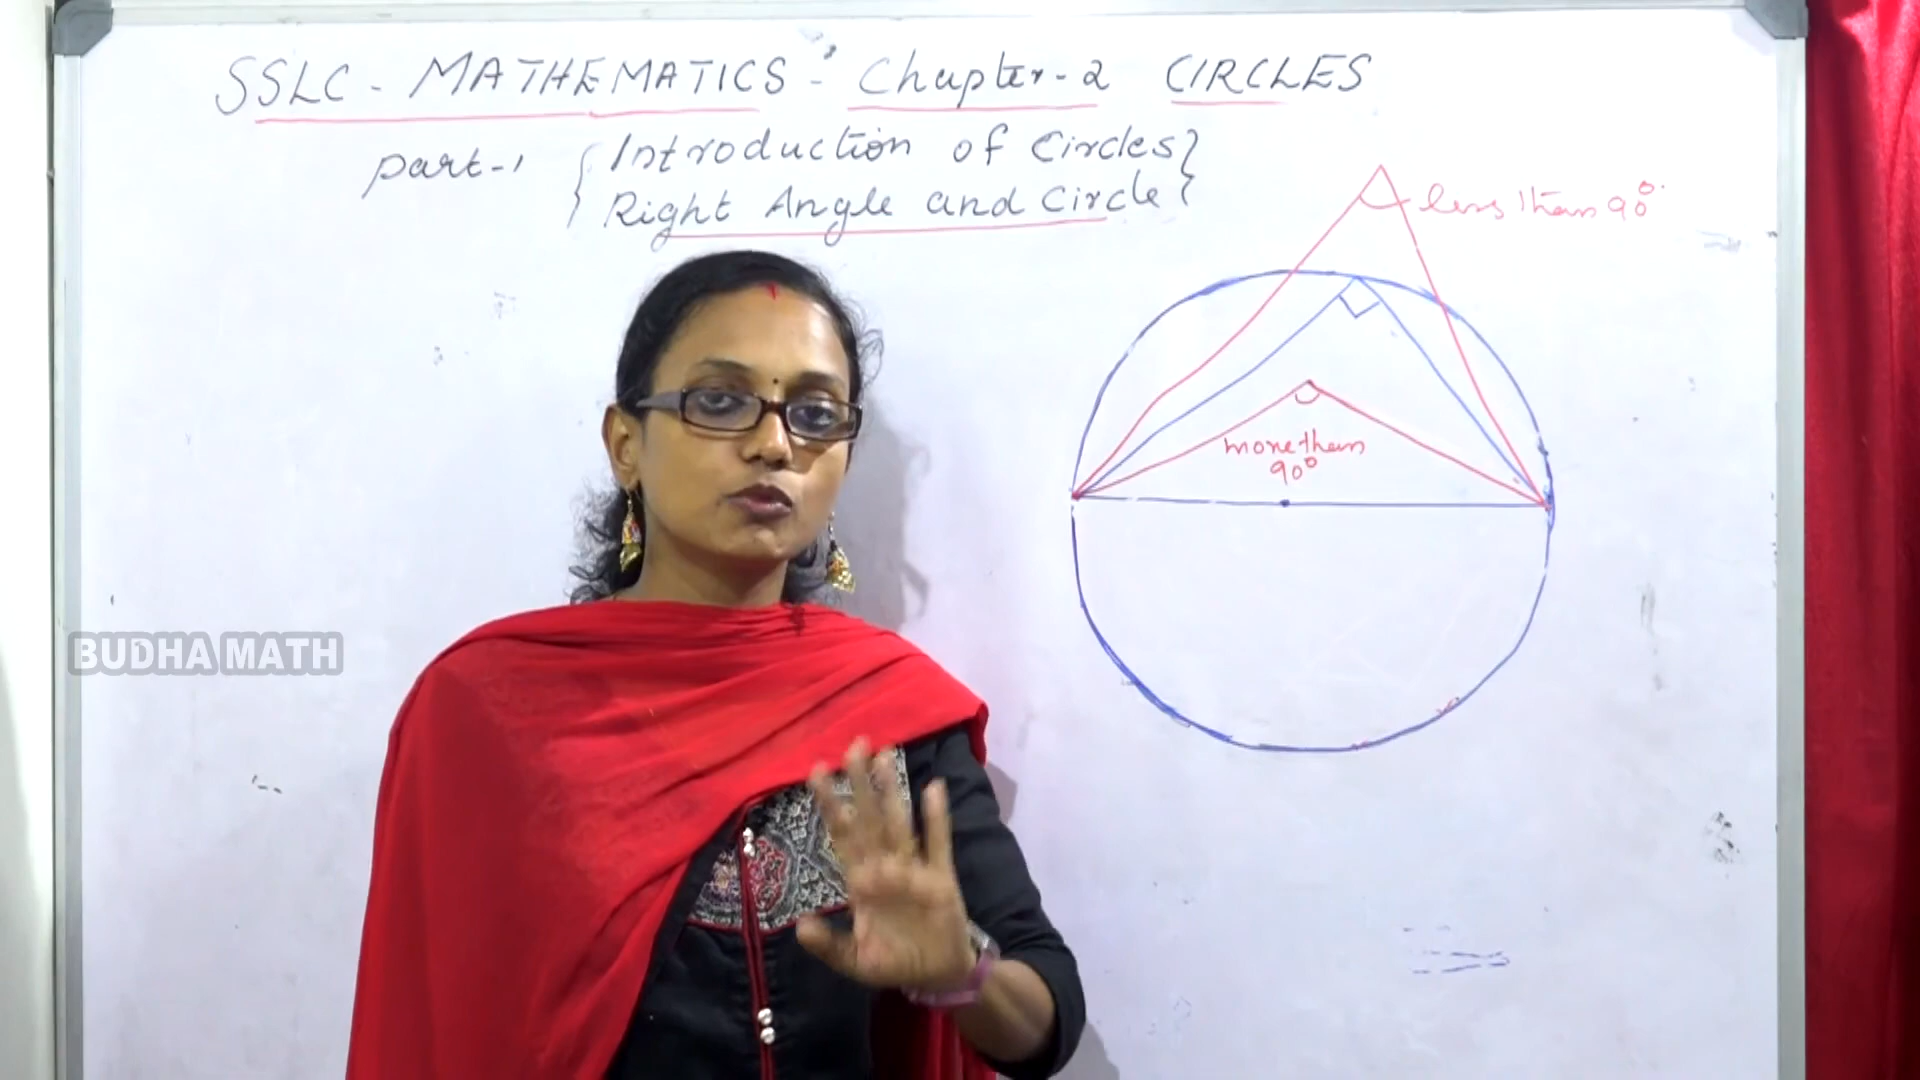 SSLC - MATHEMATICS - Chapter-2 CIRCLES
part-1 { Introduction of Circles }
{ Right Angle and Circle }
less than 90°
more than
90°
BUDHA MATH